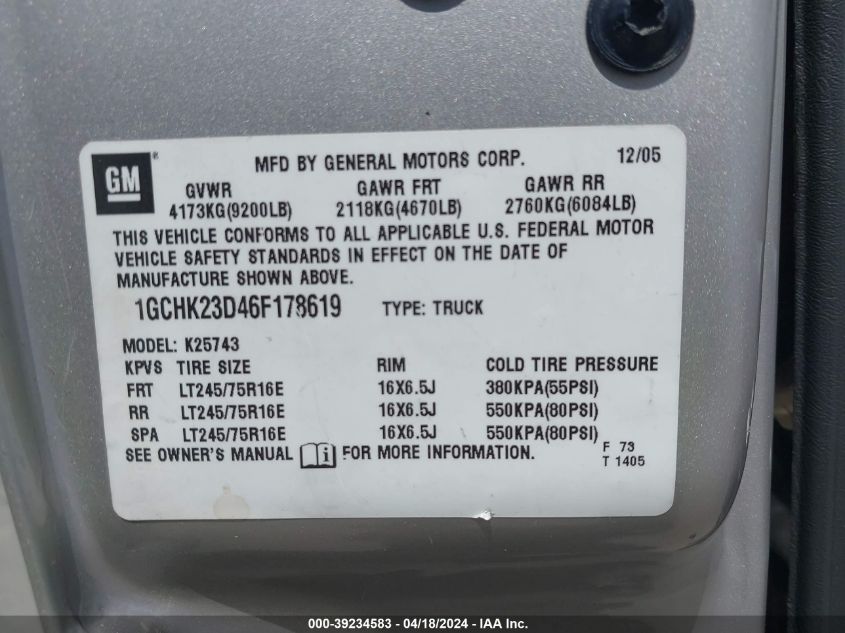 GM ® MFD BY GENERAL MOTORS CORP. 12/05
GVWR GAWR FRT GAWR RR
4173KG(9200LB) 2118KG(4670LB) 2760KG(6084LB)
THIS VEHICLE CONFORMS TO ALL APPLICABLE U.S. FEDERAL MOTOR
VEHICLE SAFETY STANDARDS IN EFFECT ON THE DATE OF
MANUFACTURE SHOWN ABOVE.
1GCHK23D46F178619 TYPE: TRUCK
MODEL: K25743
KPVS TIRE SIZE RIM COLD TIRE PRESSURE
FRT LT245/75R16E 16X6.5J 380KPA(55PSI)
RR LT245/75R16E 16X6.5J 550KPA(80PSI)
SPA LT245/75R16E 16X6.5J 550KPA(80PSI)
SEE OWNER'S MANUAL i FOR MORE INFORMATION. F 73
T 1405
000-39234583 - 04/18/2024 - IAA Inc.